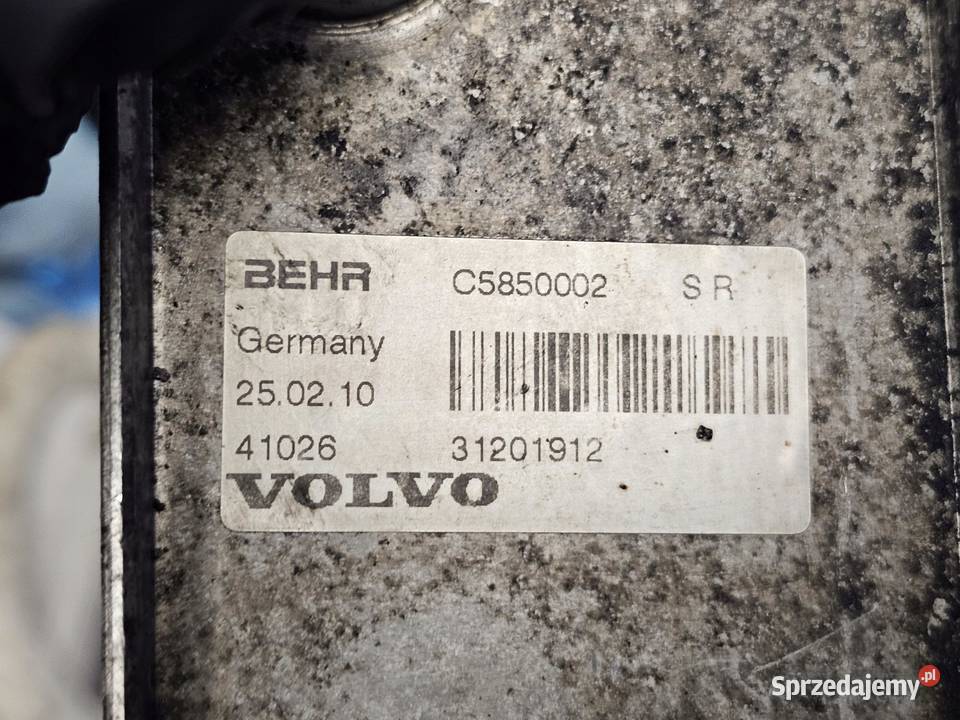 BEHR C5850002 S R
Germany
25.02.10
41026 31201912
VOLVO
Sprzedajemy.pl